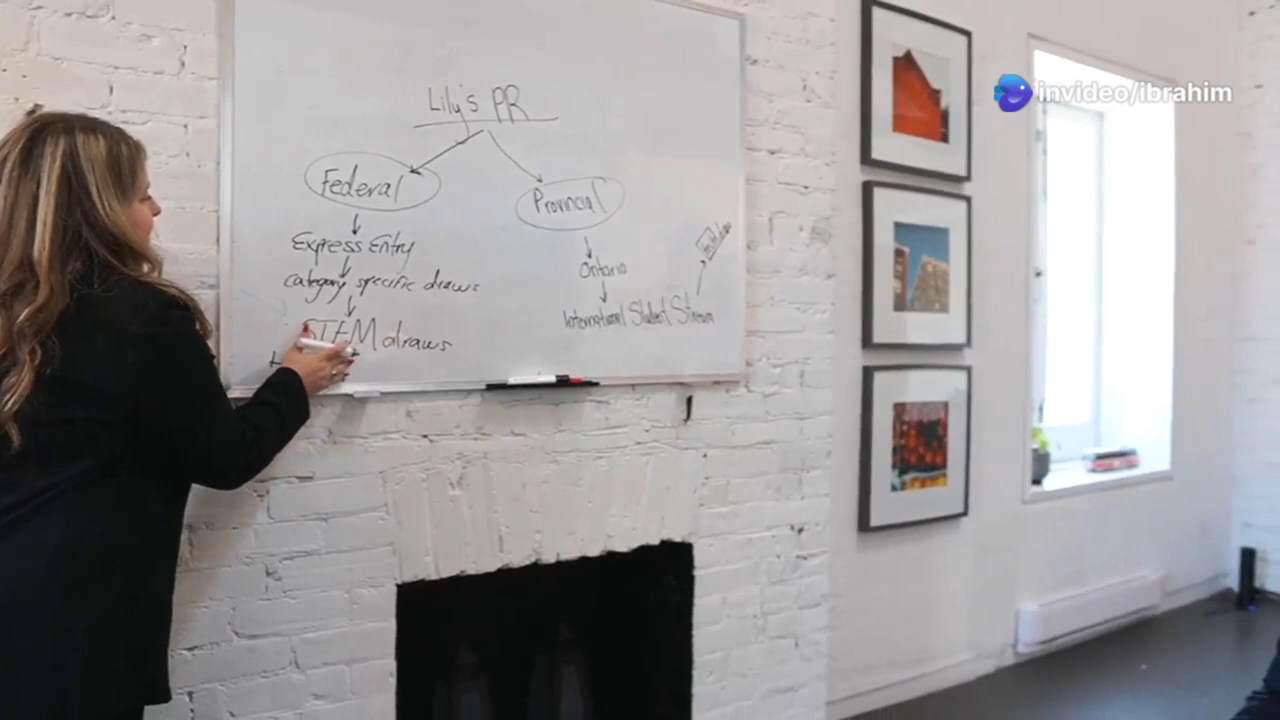 invideo/ibrahim
Lily's PR
Federal
Provincial
Express Entry
category specific draws
STEM draws
Ontario
International Student Stream